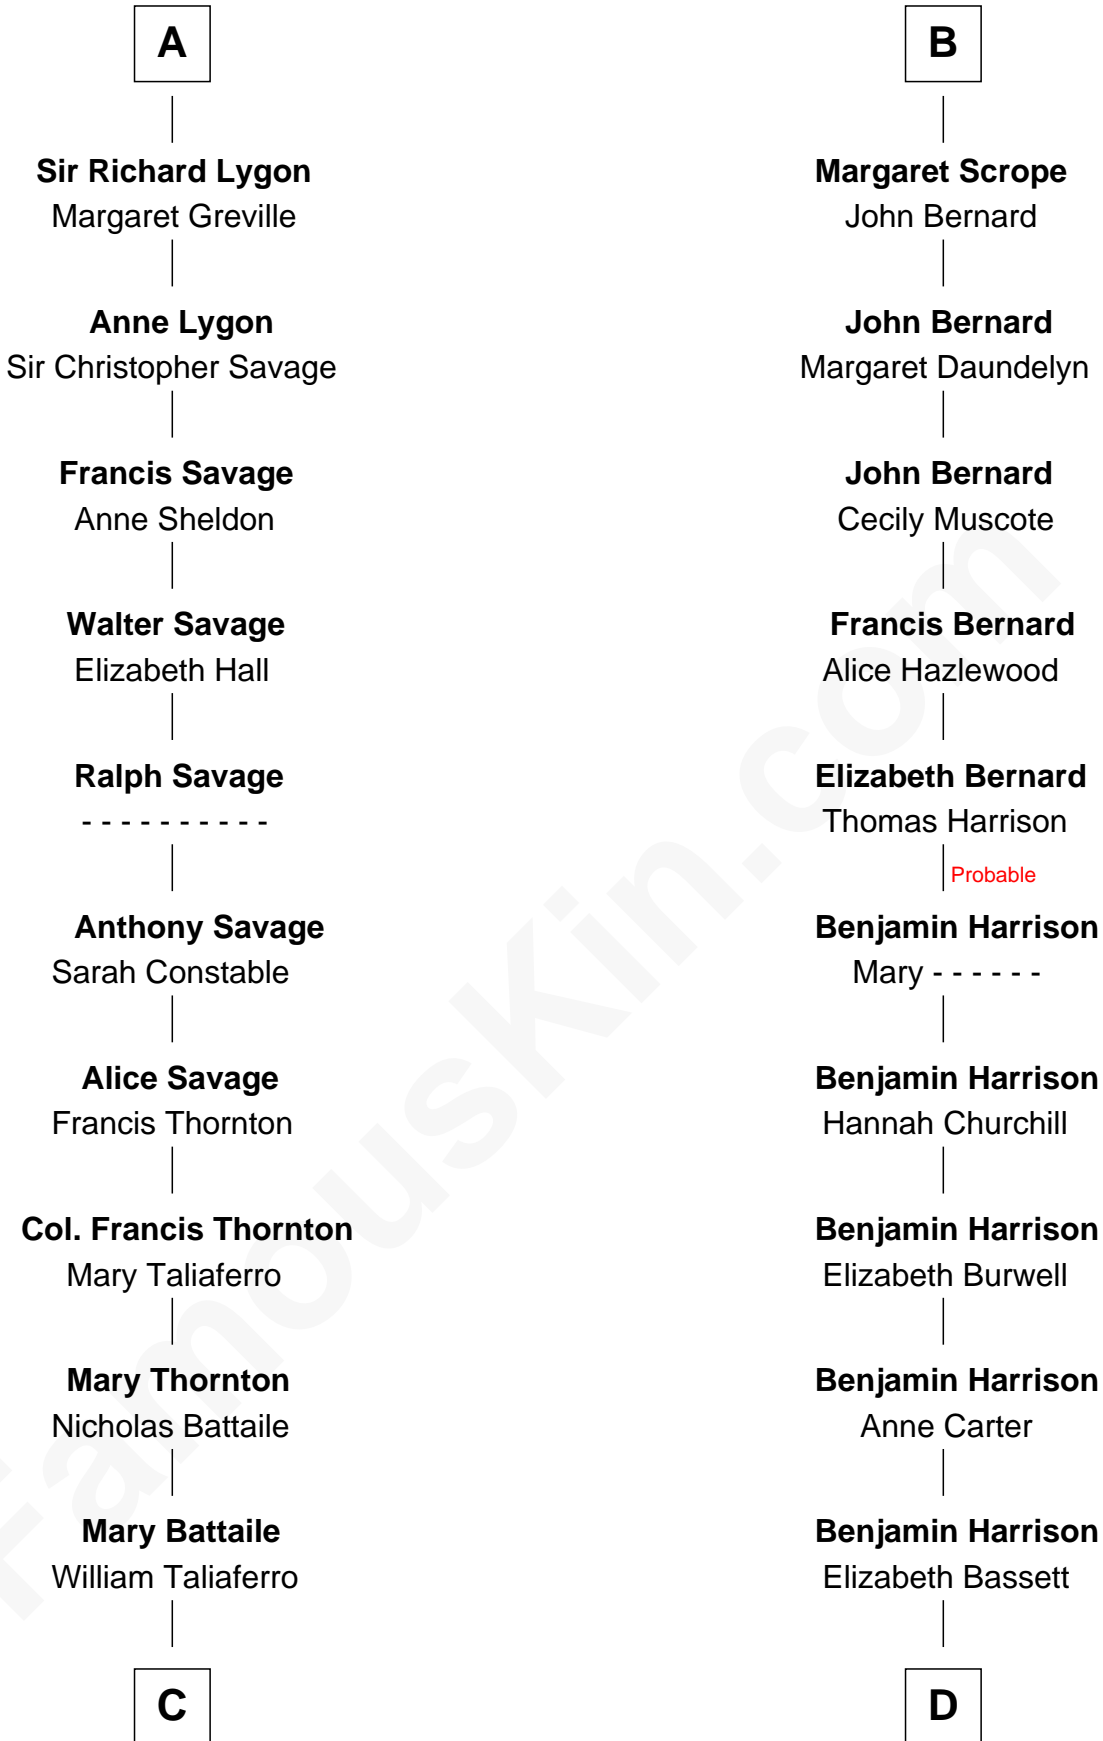 A
Sir Richard Lygon
Margaret Greville
Anne Lygon
Sir Christopher Savage
Francis Savage
Anne Sheldon
Walter Savage
Elizabeth Hall
Ralph Savage
- - - - - - - - - -
Anthony Savage
Sarah Constable
Alice Savage
Francis Thornton
Col. Francis Thornton
Mary Taliaferro
Mary Thornton
Nicholas Battaile
Mary Battaile
William Taliaferro
C
B
Margaret Scrope
John Bernard
John Bernard
Margaret Daundelyn
John Bernard
Cecily Muscote
Francis Bernard
Alice Hazlewood
Elizabeth Bernard
Thomas Harrison
Probable
Benjamin Harrison
Mary - - - - - -
Benjamin Harrison
Hannah Churchill
Benjamin Harrison
Elizabeth Burwell
Benjamin Harrison
Anne Carter
Benjamin Harrison
Elizabeth Bassett
D
FamousKin.com